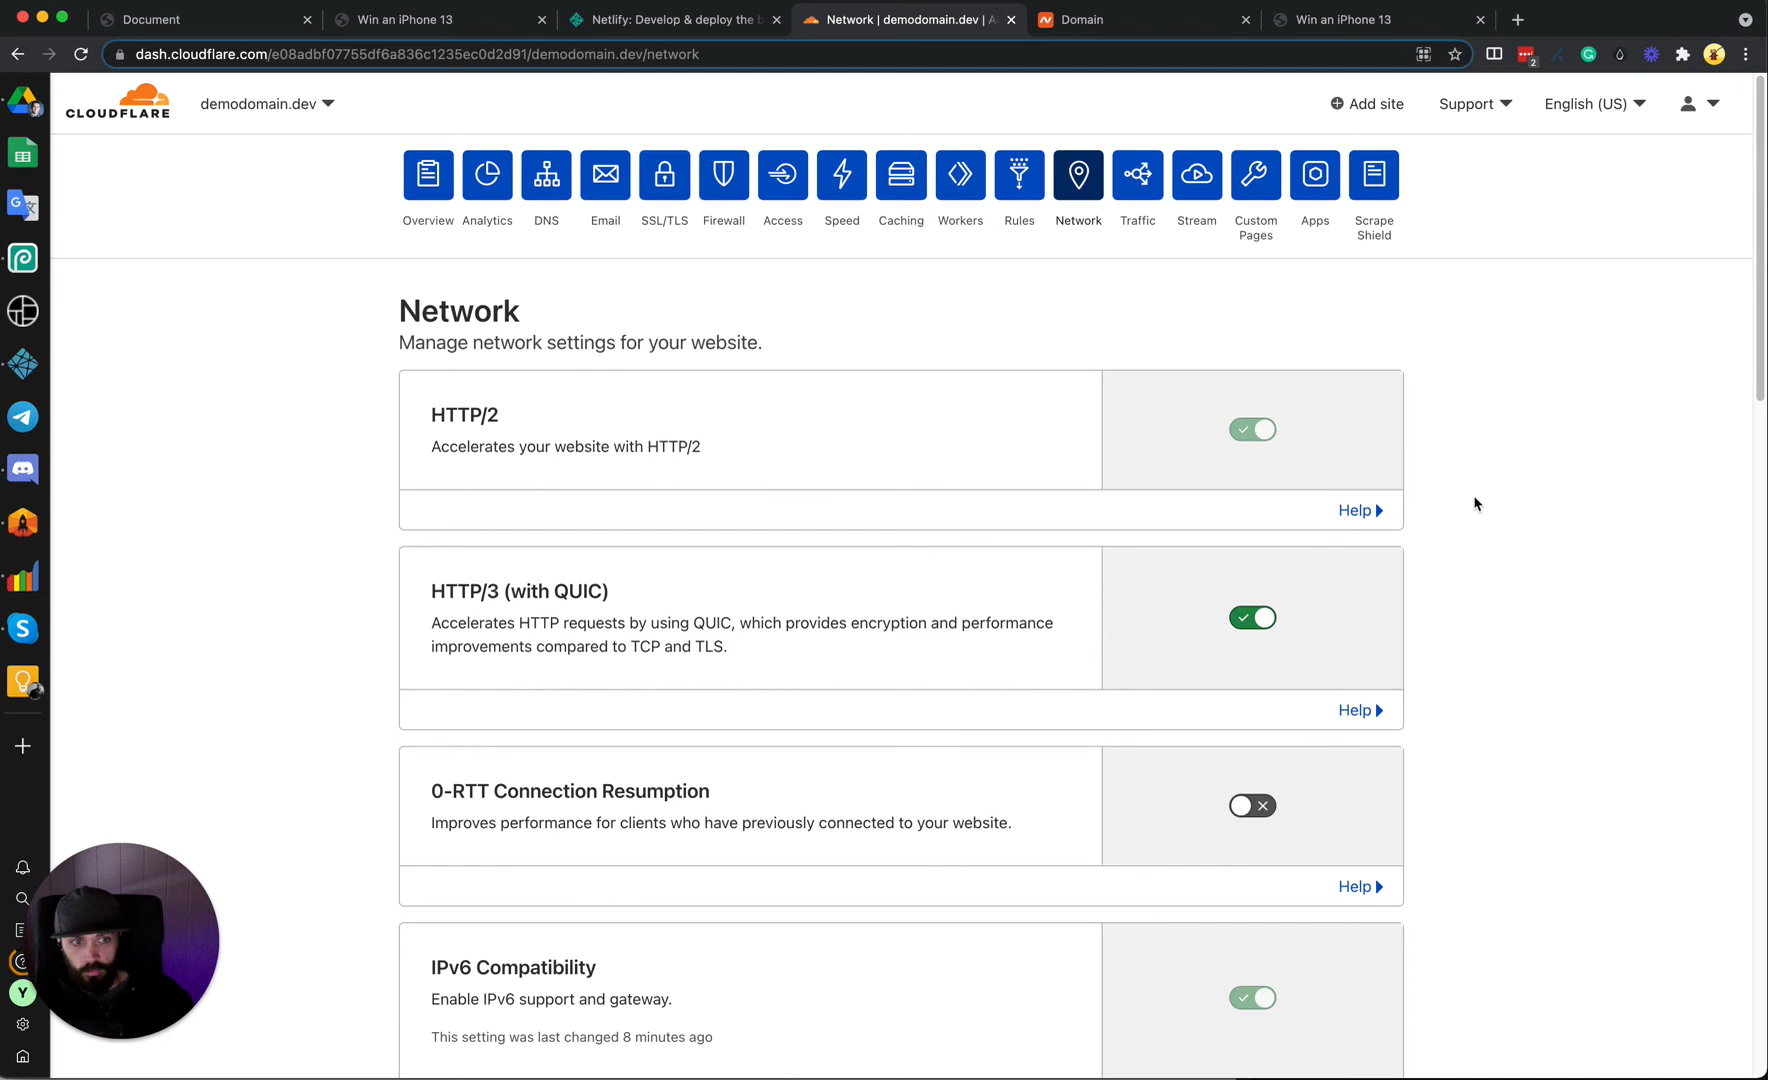 Document
Win an iPhone 13
Netlify: Develop & deploy the b
Network | demodomain.dev | A
Domain
Win an iPhone 13
dash.cloudflare.com/e08adbf07755df6a836c1235ec0d2d91/demodomain.dev/network
2
CLOUDFLARE
demodomain.dev
Add site
Support
English (US)
Overview
Analytics
DNS
Email
SSL/TLS
Firewall
Access
Speed
Caching
Workers
Rules
Network
Traffic
Stream
Custom
Pages
Apps
Scrape
Shield
Network
Manage network settings for your website.
HTTP/2
Accelerates your website with HTTP/2
Help
HTTP/3 (with QUIC)
Accelerates HTTP requests by using QUIC, which provides encryption and performance
improvements compared to TCP and TLS.
Help
0-RTT Connection Resumption
Improves performance for clients who have previously connected to your website.
Help
IPv6 Compatibility
Enable IPv6 support and gateway.
This setting was last changed 8 minutes ago
Y